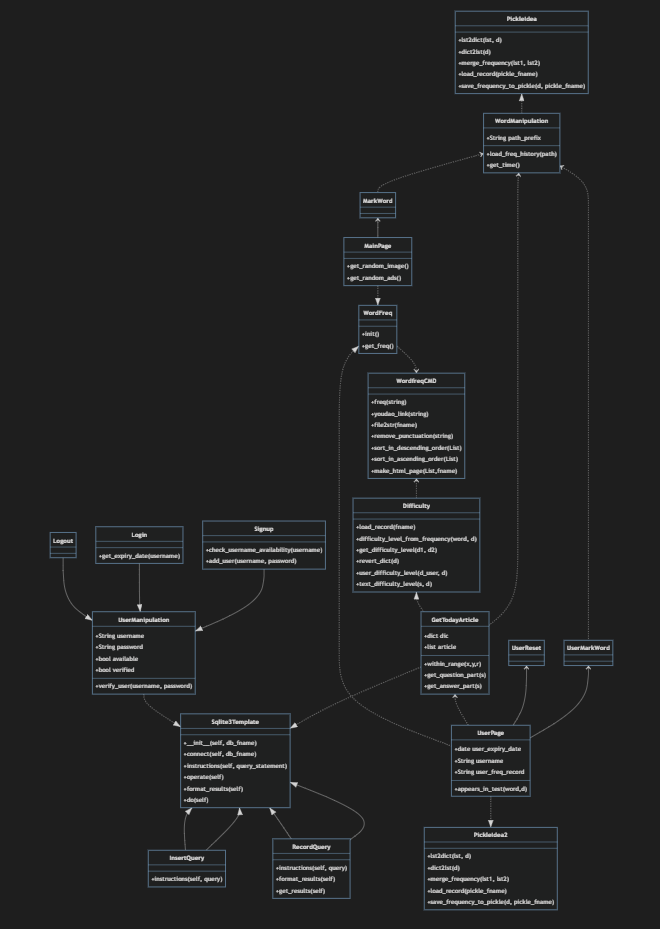 PickleIdea
+lst2dict(lst, d)
+dict2lst(d)
+merge_frequency(lst1, lst2)
+load_record(pickle_fname)
+save_frequency_to_pickle(d, pickle_fname)
WordManipulation
+String path_prefix
+load_freq_history(path)
+get_time()
MarkWord
MainPage
+get_random_image()
+get_random_ads()
WordFreq
+init()
+get_freq()
WordfreqCMD
+freq(string)
+youdao_link(string)
+file2str(fname)
+remove_punctuation(string)
+sort_in_descending_order(List)
+sort_in_ascending_order(List)
+make_html_page(List,fname)
Difficulty
+load_record(fname)
+difficulty_level_from_frequency(word, d)
+get_difficulty_level(d1, d2)
+revert_dict(d)
+user_difficulty_level(d_user, d)
+text_difficulty_level(s, d)
Logout
Login
+get_expiry_date(username)
Signup
+check_username_availability(username)
+add_user(username, password)
UserManipulation
+String username
+String password
+bool available
+bool verified
+verify_user(username, password)
GetTodayArticle
+dict dic
+list article
+within_range(x,y,r)
+get_question_part(s)
+get_answer_part(s)
UserReset
UserMarkWord
Sqlite3Template
+__init__(self, db_fname)
+connect(self, db_fname)
+instructions(self, query_statement)
+operate(self)
+format_results(self)
+do(self)
UserPage
+date user_expiry_date
+String username
+String user_freq_record
+appears_in_test(word,d)
InsertQuery
+instructions(self, query)
RecordQuery
+instructions(self, query)
+format_results(self)
+get_results(self)
PickleIdea2
+lst2dict(lst, d)
+dict2lst(d)
+merge_frequency(lst1, lst2)
+load_record(pickle_fname)
+save_frequency_to_pickle(d, pickle_fname)